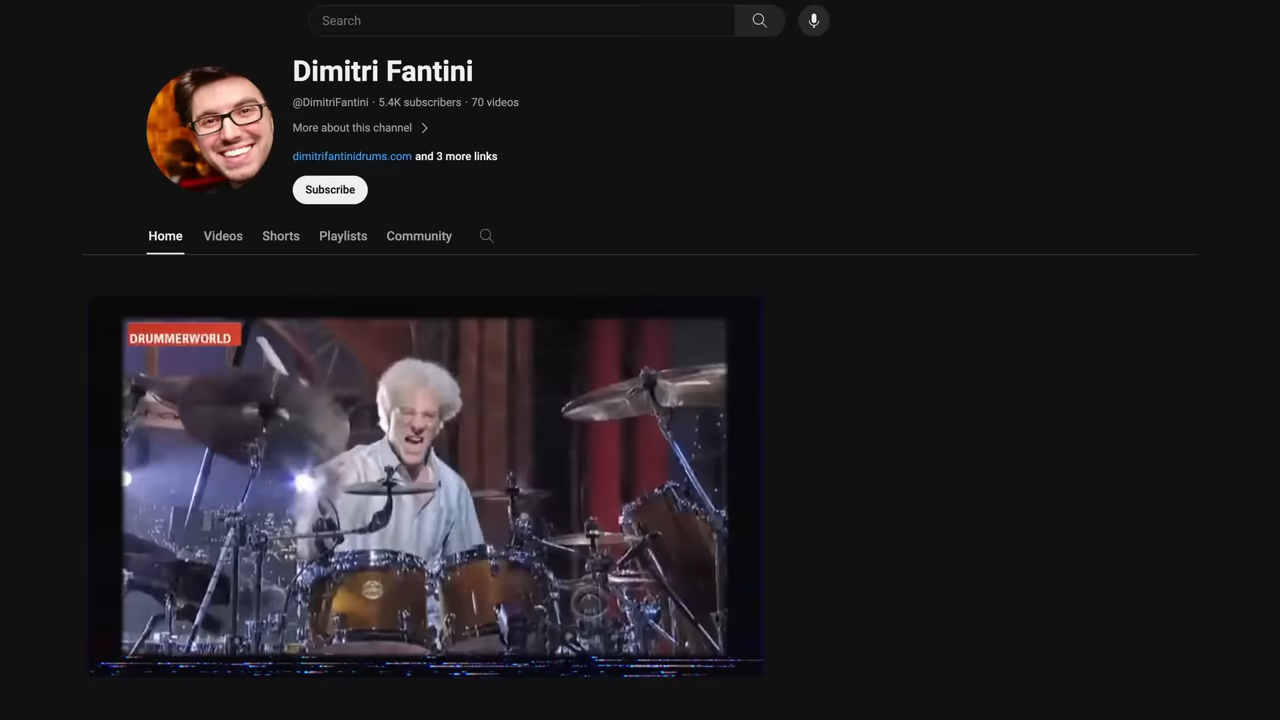 Search
Dimitri Fantini
@DimitriFantini · 5.4K subscribers · 70 videos
More about this channel
dimitrifantinidrums.com and 3 more links
Subscribe
Home Videos Shorts Playlists Community
DRUMMERWORLD